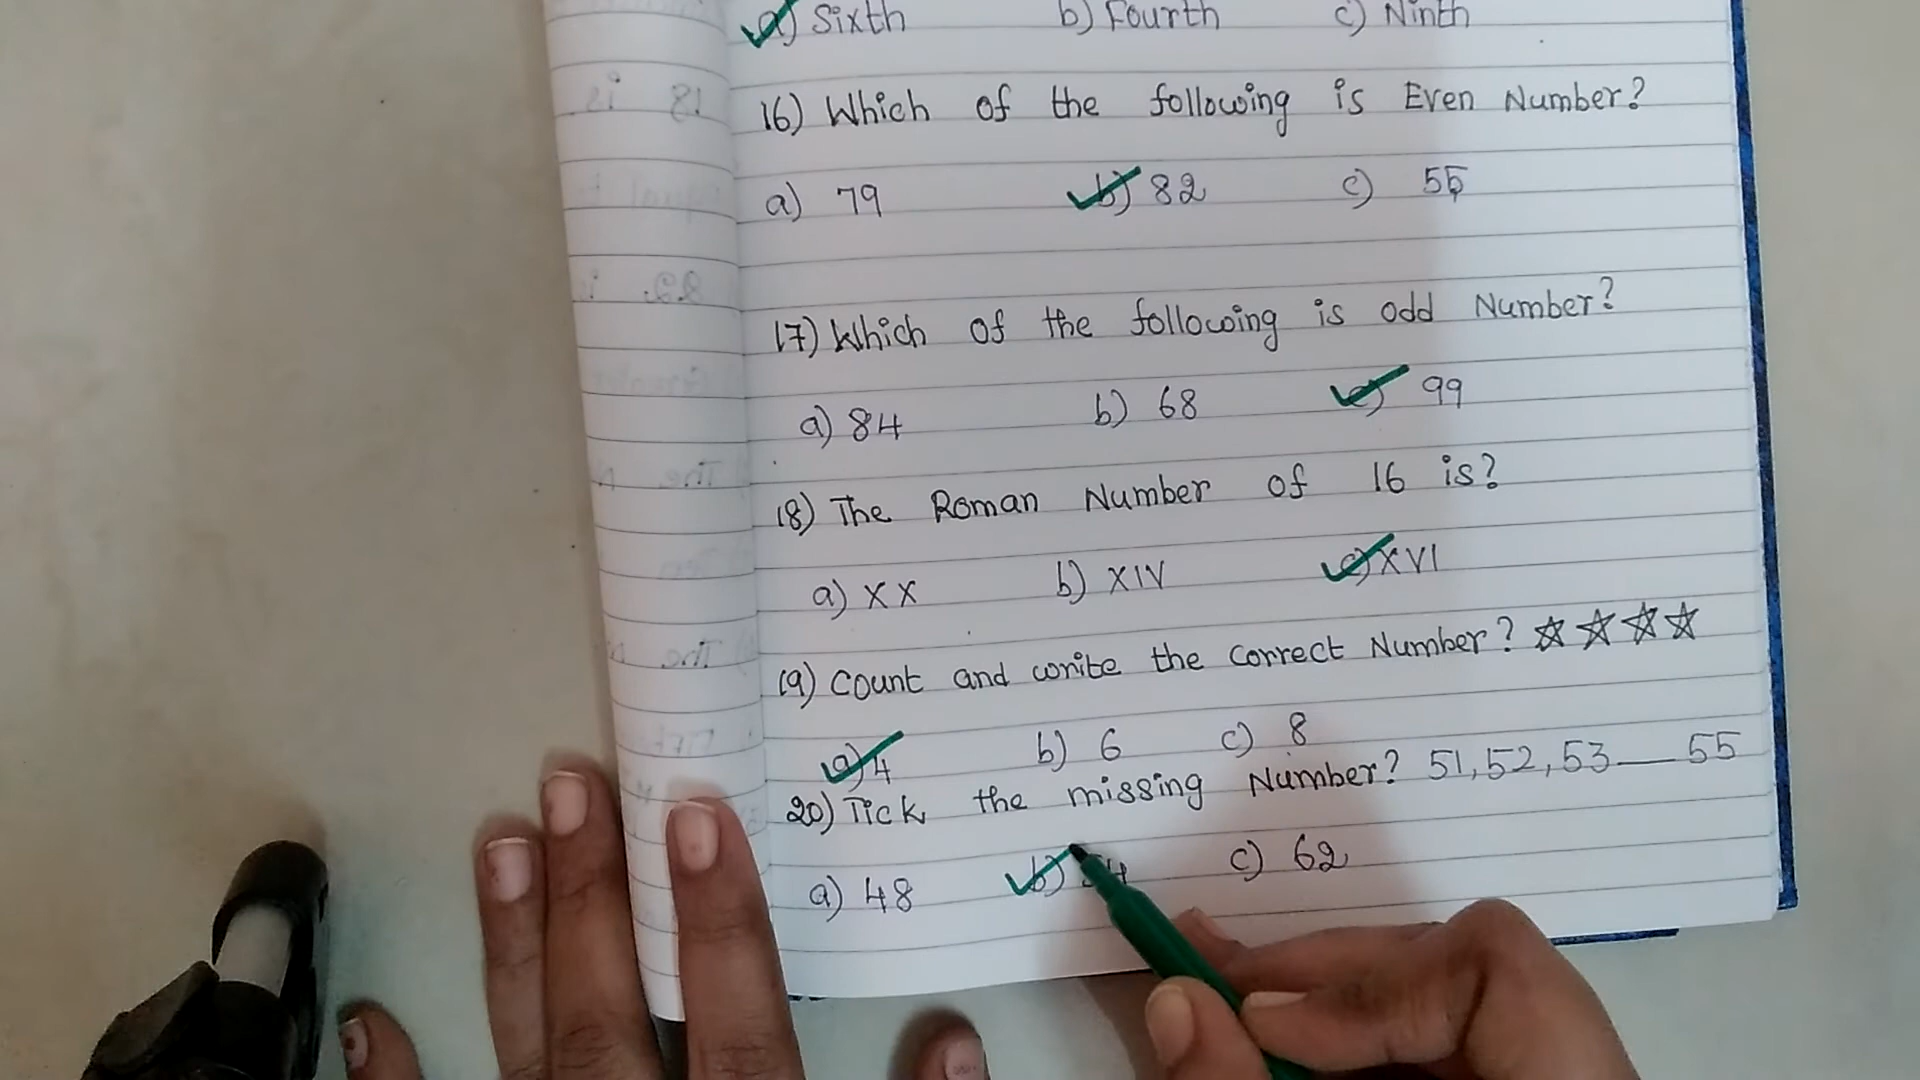 a) Sixth b) Fourth c) Ninth
16) Which of the following is Even Number?
a) 79 b) 82 c) 55
17) Which of the following is odd Number?
a) 84 b) 68 c) 99
18) The Roman Number of 16 is?
a) XX b) XIV c) XVI
19) Count and write the correct Number? ☆☆☆☆
a) 4 b) 6 c) 8
20) Tick the missing Number? 51, 52, 53 ___ 55
a) 48 b) 54 c) 62